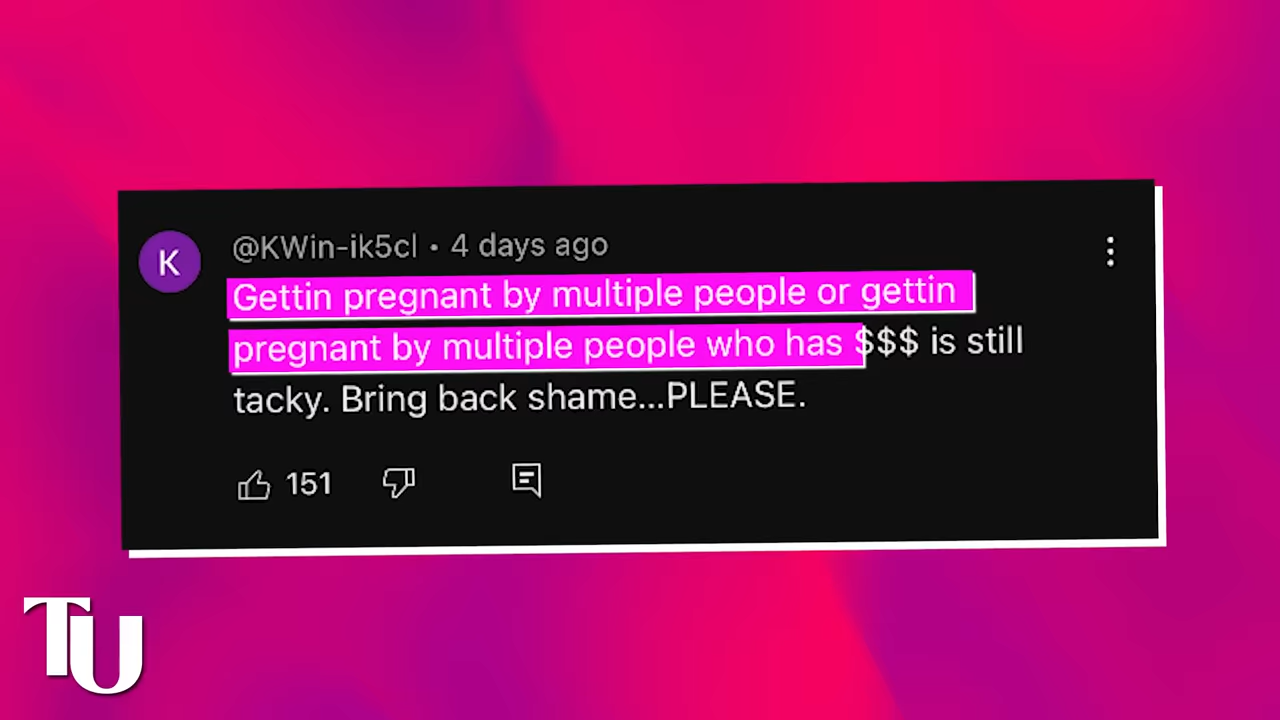 K
@KWin-ik5cl • 4 days ago
Gettin pregnant by multiple people or gettin
pregnant by multiple people who has $$$ is still
tacky. Bring back shame...PLEASE.
151
TU